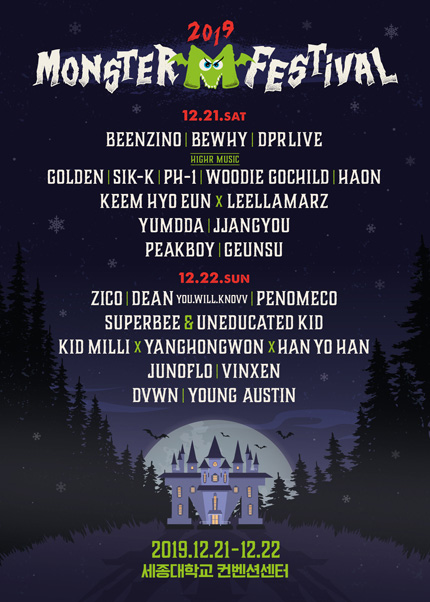 2019
MONSTER M FESTIVAL
12.21.SAT
BEENZINO | BEWHY | DPR LIVE
H1GHR MUSIC
GOLDEN | SIK-K | PH-1 | WOODIE GOCHILD | HAON
KEEM HYO EUN X LEELLAMARZ
YUMDDA | JJANGYOU
PEAKBOY | GEUNSU
12.22.SUN
ZICO | DEAN YOU.WILL.KNOVV | PENOMECO
SUPERBEE & UNEDUCATED KID
KID MILLI X YANGHONGWON X HAN YO HAN
JUNOFLO | VINXEN
DVWN | YOUNG AUSTIN
2019.12.21-12.22
세종대학교 컨벤션센터